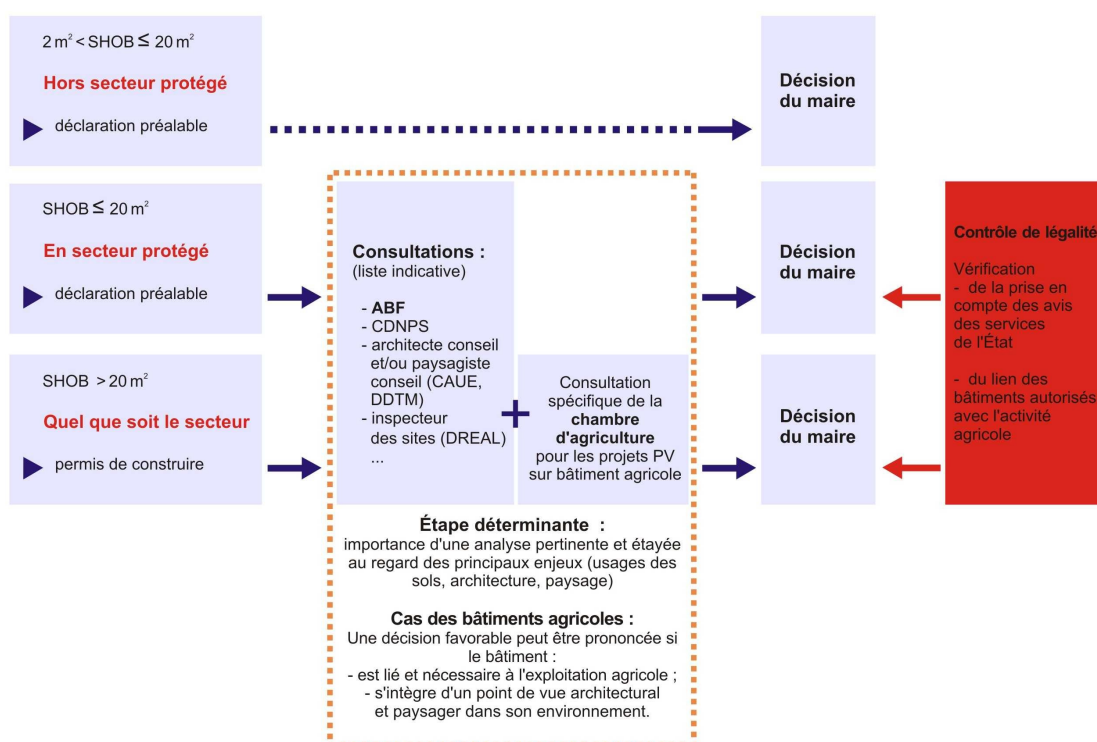 2 m² < SHOB ≤ 20 m²
Hors secteur protégé
déclaration préalable
Décision
du maire
SHOB ≤ 20 m²
En secteur protégé
déclaration préalable
Consultations :
(liste indicative)
- ABF
- CDNPS
- architecte conseil
et/ou paysagiste
conseil (CAUE,
DDTM)
- inspecteur
des sites (DREAL)
...
+
Consultation
spécifique de la
chambre
d'agriculture
pour les projets PV
sur bâtiment agricole
Décision
du maire
SHOB > 20 m²
Quel que soit le secteur
permis de construire
Décision
du maire
Contrôle de légalité
Vérification
- de la prise en
compte des avis
des services
de l'État
- du lien des
bâtiments autorisés
avec l'activité
agricole
Étape déterminante :
importance d'une analyse pertinente et étayée
au regard des principaux enjeux (usages des
sols, architecture, paysage)
Cas des bâtiments agricoles :
Une décision favorable peut être prononcée si
le bâtiment :
- est lié et nécessaire à l'exploitation agricole ;
- s'intègre d'un point de vue architectural
et paysager dans son environnement.